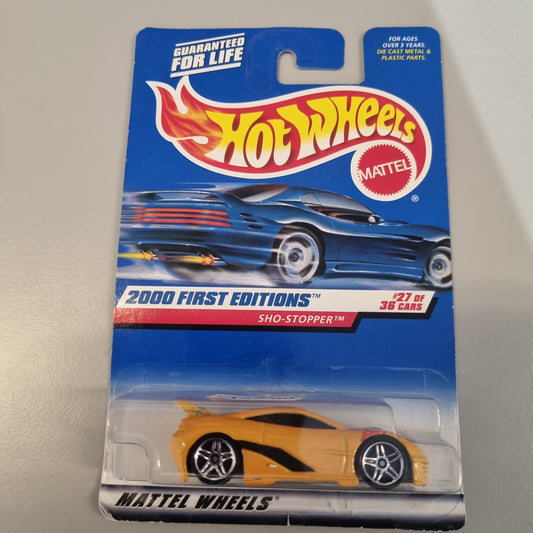 GUARANTEED
FOR LIFE
FOR AGES
OVER 3 YEARS.
DIE CAST METAL &
PLASTIC PARTS.
HOT WHEELS
MATTEL
®
2000 FIRST EDITIONS™
#27 OF
36 CARS
SHO-STOPPER™
MATTEL WHEELS®